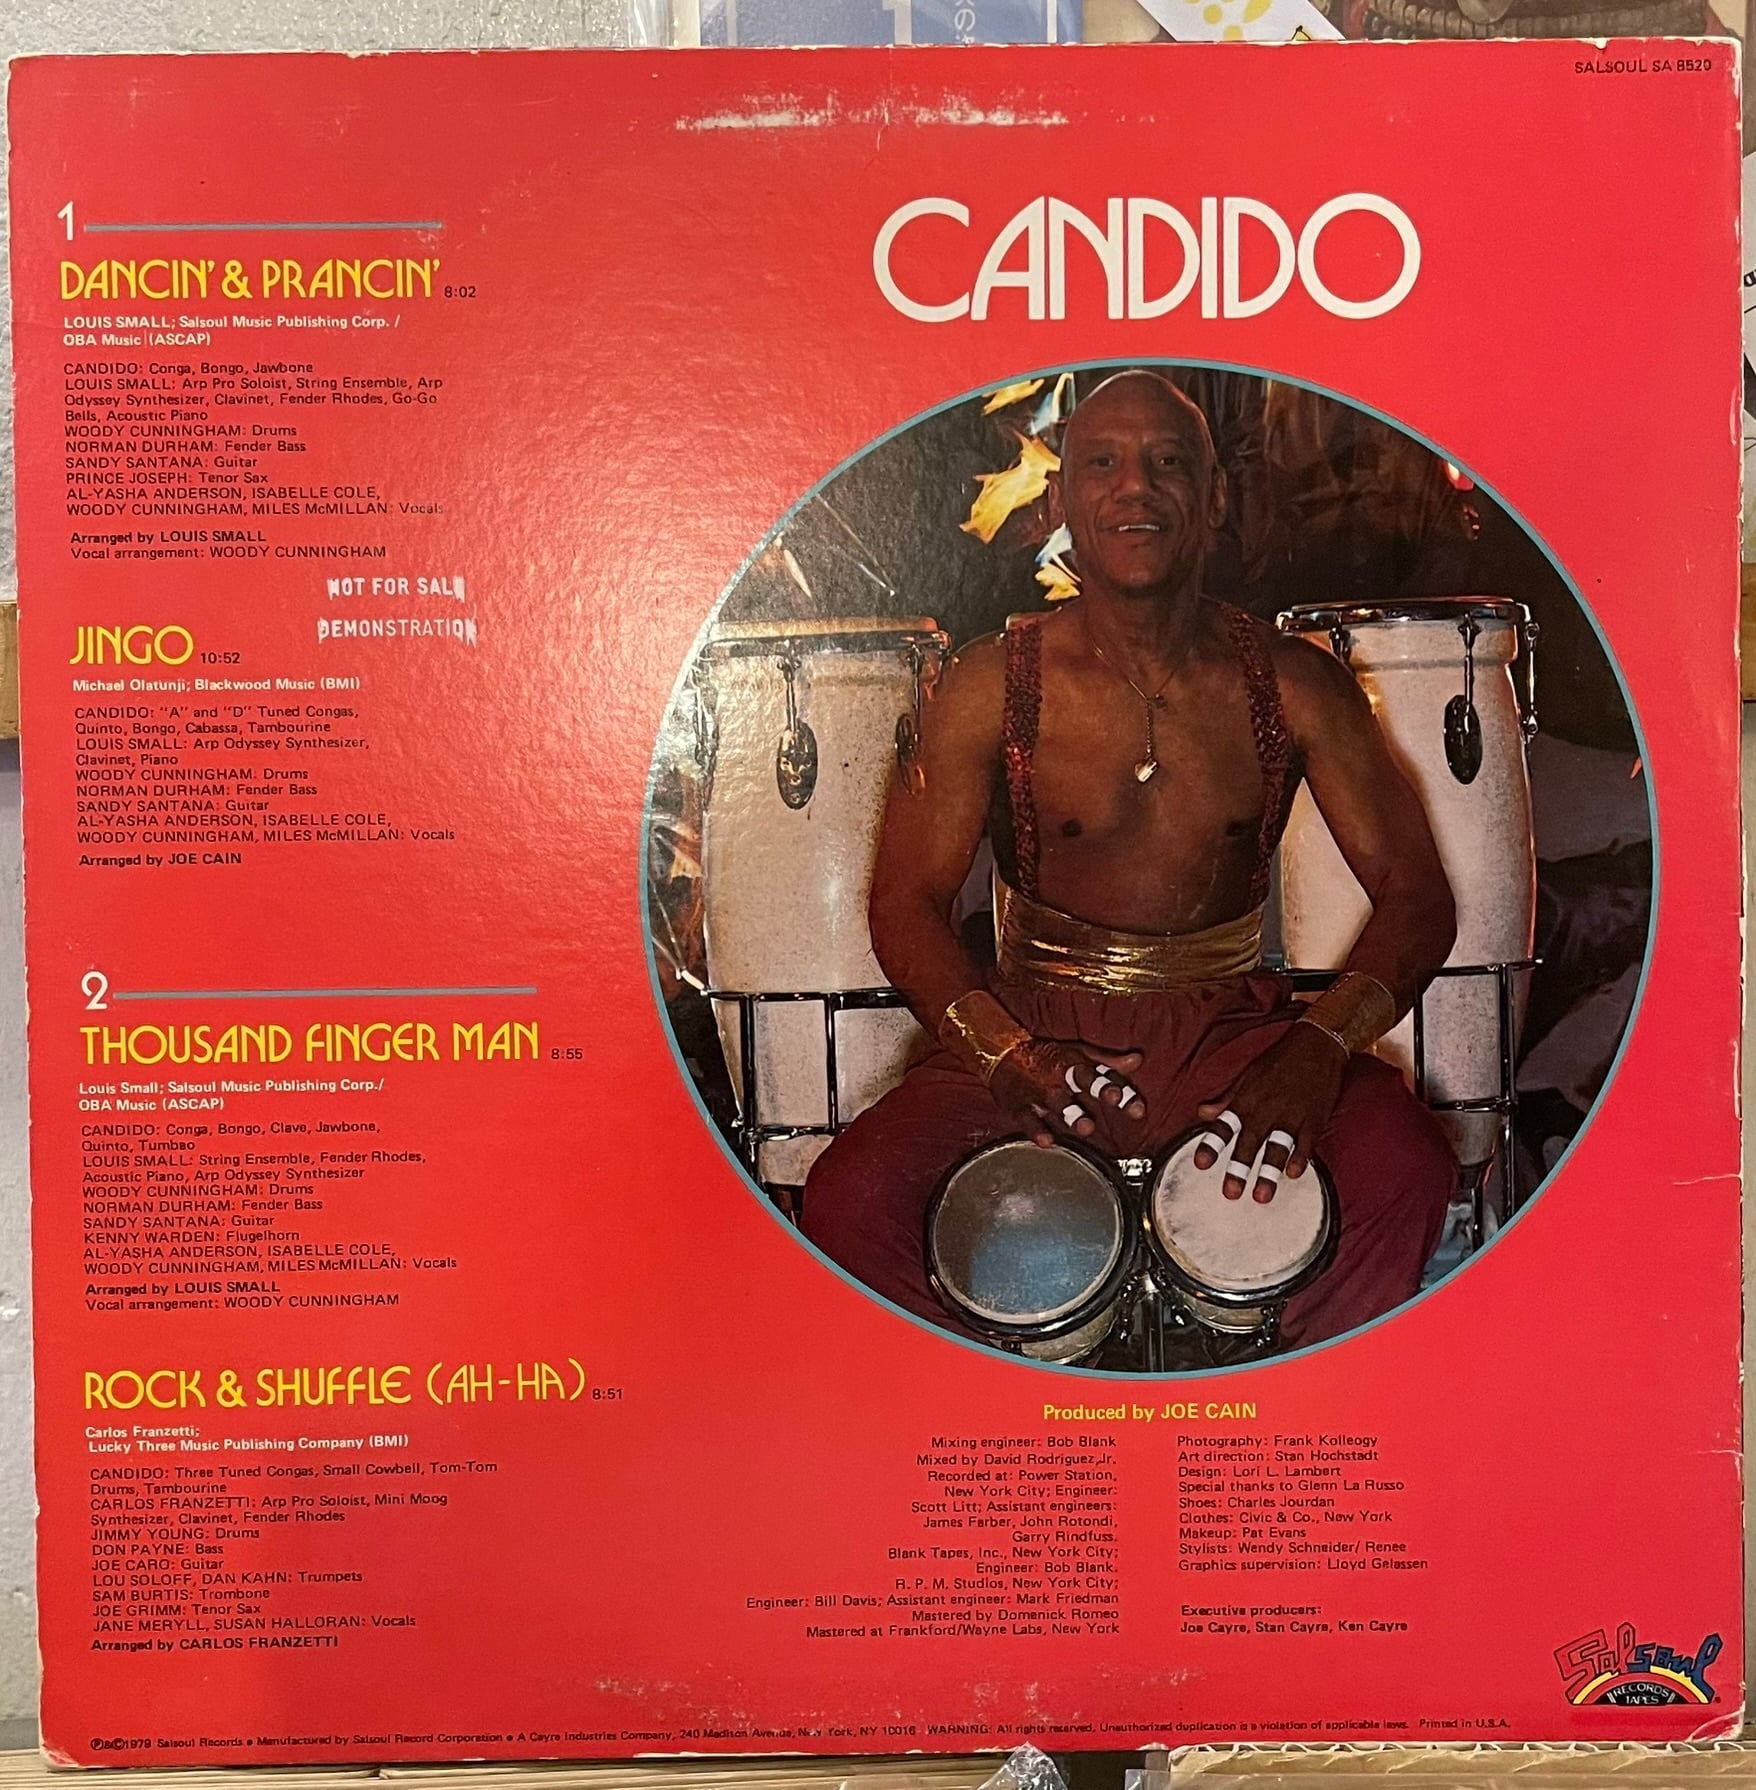 SALSOUL SA 8520
CANDIDO
1
DANCIN' & PRANCIN' 8:02
LOUIS SMALL; Salsoul Music Publishing Corp. /
OBA Music (ASCAP)
CANDIDO: Conga, Bongo, Jawbone
LOUIS SMALL: Arp Pro Soloist, String Ensemble, Arp
Odyssey Synthesizer, Clavinet, Fender Rhodes, Go-Go
Bells, Acoustic Piano
WOODY CUNNINGHAM: Drums
NORMAN DURHAM: Fender Bass
SANDY SANTANA: Guitar
PRINCE JOSEPH: Tenor Sax
AL-YASHA ANDERSON, ISABELLE COLE,
WOODY CUNNINGHAM, MILES McMILLAN: Vocals
Arranged by LOUIS SMALL
Vocal arrangement: WOODY CUNNINGHAM
NOT FOR SALE
DEMONSTRATION
JINGO 10:52
Michael Olatunji; Blackwood Music (BMI)
CANDIDO: "A" and "D" Tuned Congas,
Quinto, Bongo, Cabassa, Tambourine
LOUIS SMALL: Arp Odyssey Synthesizer,
Clavinet, Piano
WOODY CUNNINGHAM: Drums
NORMAN DURHAM: Fender Bass
SANDY SANTANA: Guitar
AL-YASHA ANDERSON, ISABELLE COLE,
WOODY CUNNINGHAM, MILES McMILLAN: Vocals
Arranged by JOE CAIN
2
THOUSAND FINGER MAN 8:55
Louis Small; Salsoul Music Publishing Corp./
OBA Music (ASCAP)
CANDIDO: Conga, Bongo, Clave, Jawbone,
Quinto, Tumbao
LOUIS SMALL: String Ensemble, Fender Rhodes,
Acoustic Piano, Arp Odyssey Synthesizer
WOODY CUNNINGHAM: Drums
NORMAN DURHAM: Fender Bass
SANDY SANTANA: Guitar
KENNY WARDEN: Flugelhorn
AL-YASHA ANDERSON, ISABELLE COLE,
WOODY CUNNINGHAM, MILES McMILLAN: Vocals
Arranged by LOUIS SMALL
Vocal arrangement: WOODY CUNNINGHAM
ROCK & SHUFFLE (AH-HA) 8:51
Carlos Franzetti;
Lucky Three Music Publishing Company (BMI)
CANDIDO: Three Tuned Congas, Small Cowbell, Tom-Tom
Drums, Tambourine
CARLOS FRANZETTI: Arp Pro Soloist, Mini Moog
Synthesizer, Clavinet, Fender Rhodes
JIMMY YOUNG: Drums
DON PAYNE: Bass
JOE CARO: Guitar
LOU SOLOFF, DAN KAHN: Trumpets
SAM BURTIS: Trombone
JOE GRIMM: Tenor Sax
JANE MERYLL, SUSAN HALLORAN: Vocals
Arranged by CARLOS FRANZETTI
Produced by JOE CAIN
Mixing engineer: Bob Blank
Mixed by David Rodriguez, Jr.
Recorded at: Power Station,
New York City; Engineer:
Scott Litt; Assistant engineers:
James Farber, John Rotondi,
Garry Rindfuss.
Blank Tapes, Inc., New York City;
Engineer: Bob Blank.
R. P. M. Studios, New York City;
Engineer: Bill Davis; Assistant engineer: Mark Friedman
Mastered by Domenick Romeo
Mastered at Frankford/Wayne Labs, New York
Photography: Frank Kolleogy
Art direction: Stan Hochstadt
Design: Lori L. Lambert
Special thanks to Glenn La Russo
Shoes: Charles Jourdan
Clothes: Civic & Co., New York
Makeup: Pat Evans
Stylists: Wendy Schneider/ Renee
Graphics supervision: Lloyd Gelassen
Executive producers:
Joe Cayre, Stan Cayre, Ken Cayre
Salsoul
RECORDS
TAPES
℗&©1979 Salsoul Records • Manufactured by Salsoul Record Corporation • A Cayre Industries Company, 240 Madison Avenue, New York, NY 10016 WARNING: All rights reserved. Unauthorized duplication is a violation of applicable laws. Printed in U.S.A.